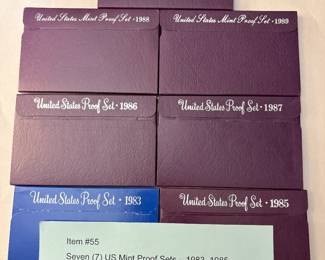 United States Mint Proof Set • 1988
United States Mint Proof Set • 1989
United States Proof Set • 1986
United States Proof Set • 1987
United States Proof Set • 1983
United States Proof Set • 1985
Item #55
Seven (7) US Mint Proof Sets 1983, 1985